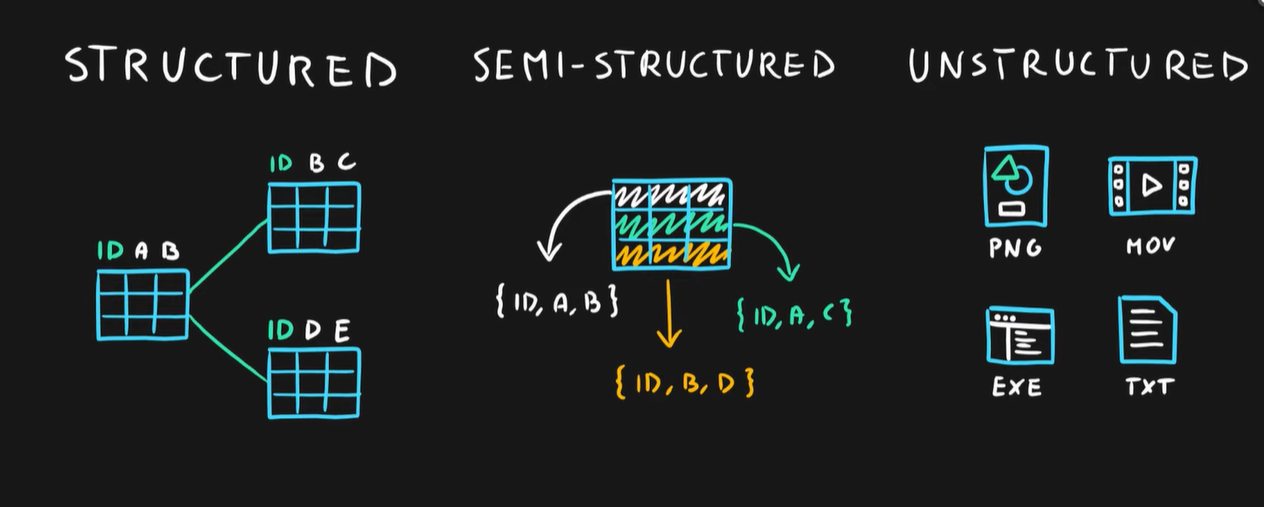 STRUCTURED
ID B C
ID A B
ID D E
SEMI-STRUCTURED
{ID, A, B}
{ID, A, C}
{ID, B, D}
UNSTRUCTURED
PNG
MOV
EXE
TXT